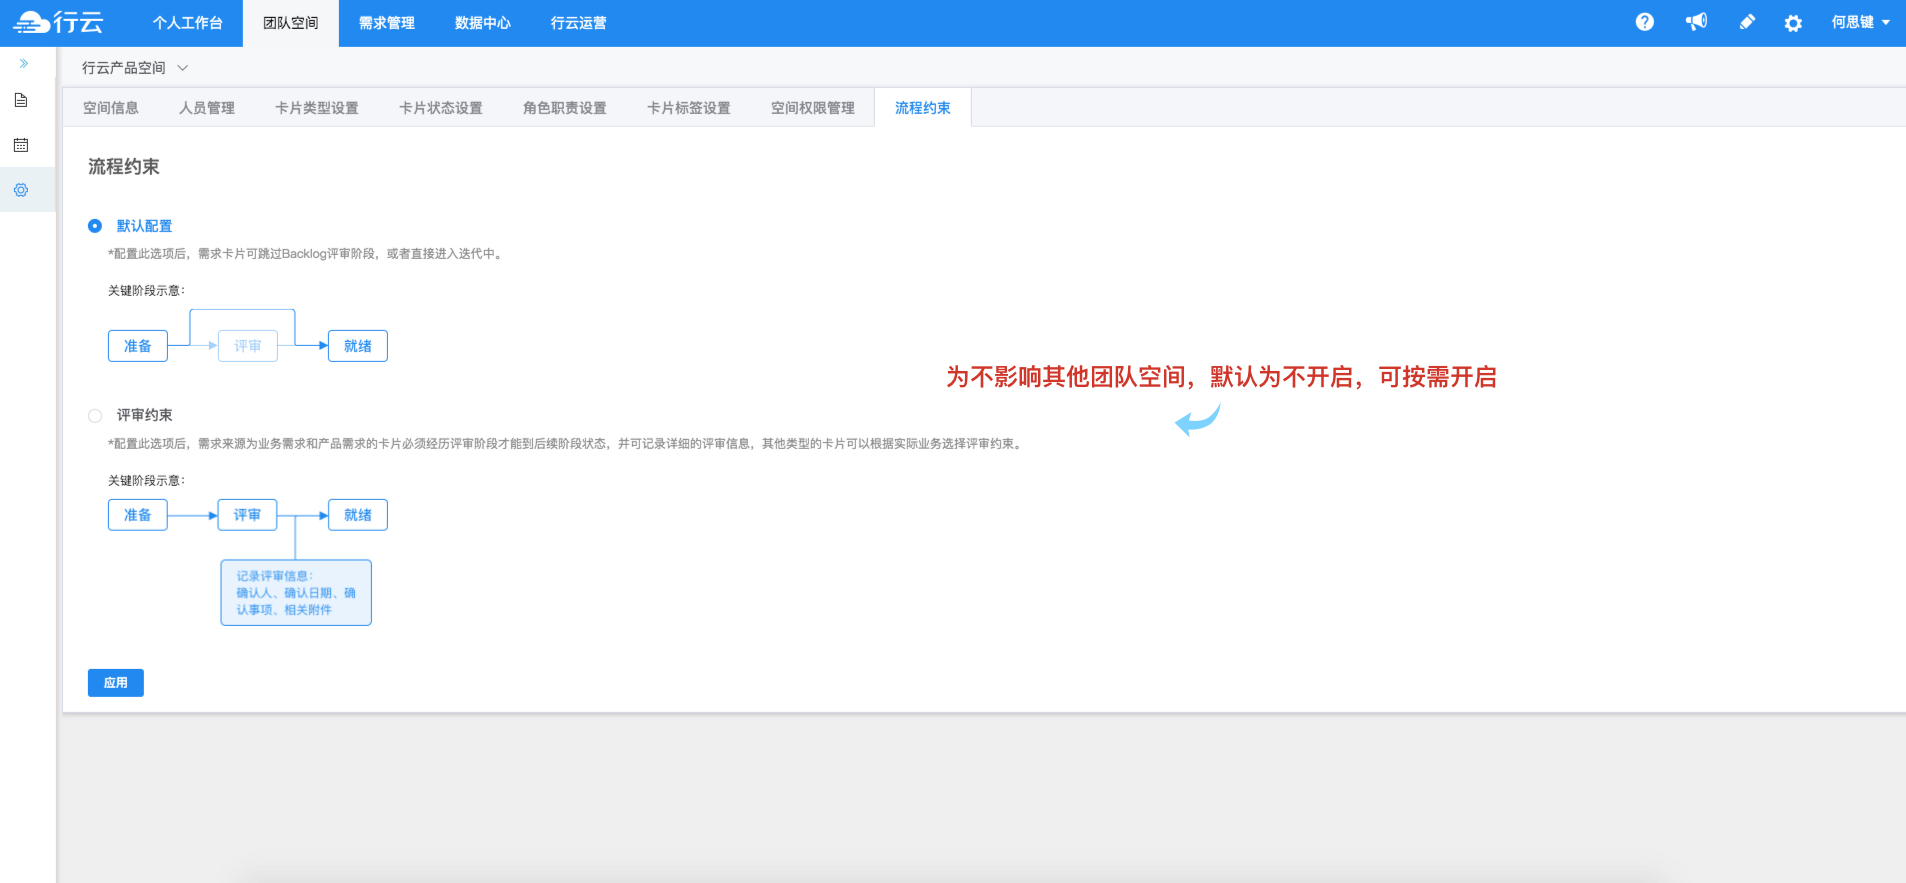 行云 个人工作台 团队空间 需求管理 数据中心 行云运营 何思键
行云产品空间
空间信息 人员管理 卡片类型设置 卡片状态设置 角色职责设置 卡片标签设置 空间权限管理 流程约束
流程约束
默认配置
*配置此选项后，需求卡片可跳过Backlog评审阶段，或者直接进入迭代中。
关键阶段示意：
准备 评审 就绪
为不影响其他团队空间，默认为不开启，可按需开启
评审约束
*配置此选项后，需求来源为业务需求和产品需求的卡片必须经历评审阶段才能到后续阶段状态，并可记录详细的评审信息，其他类型的卡片可以根据实际业务选择评审约束。
关键阶段示意：
准备 评审 就绪
记录评审信息：
确认人、确认日期、确
认事项、相关附件
应用